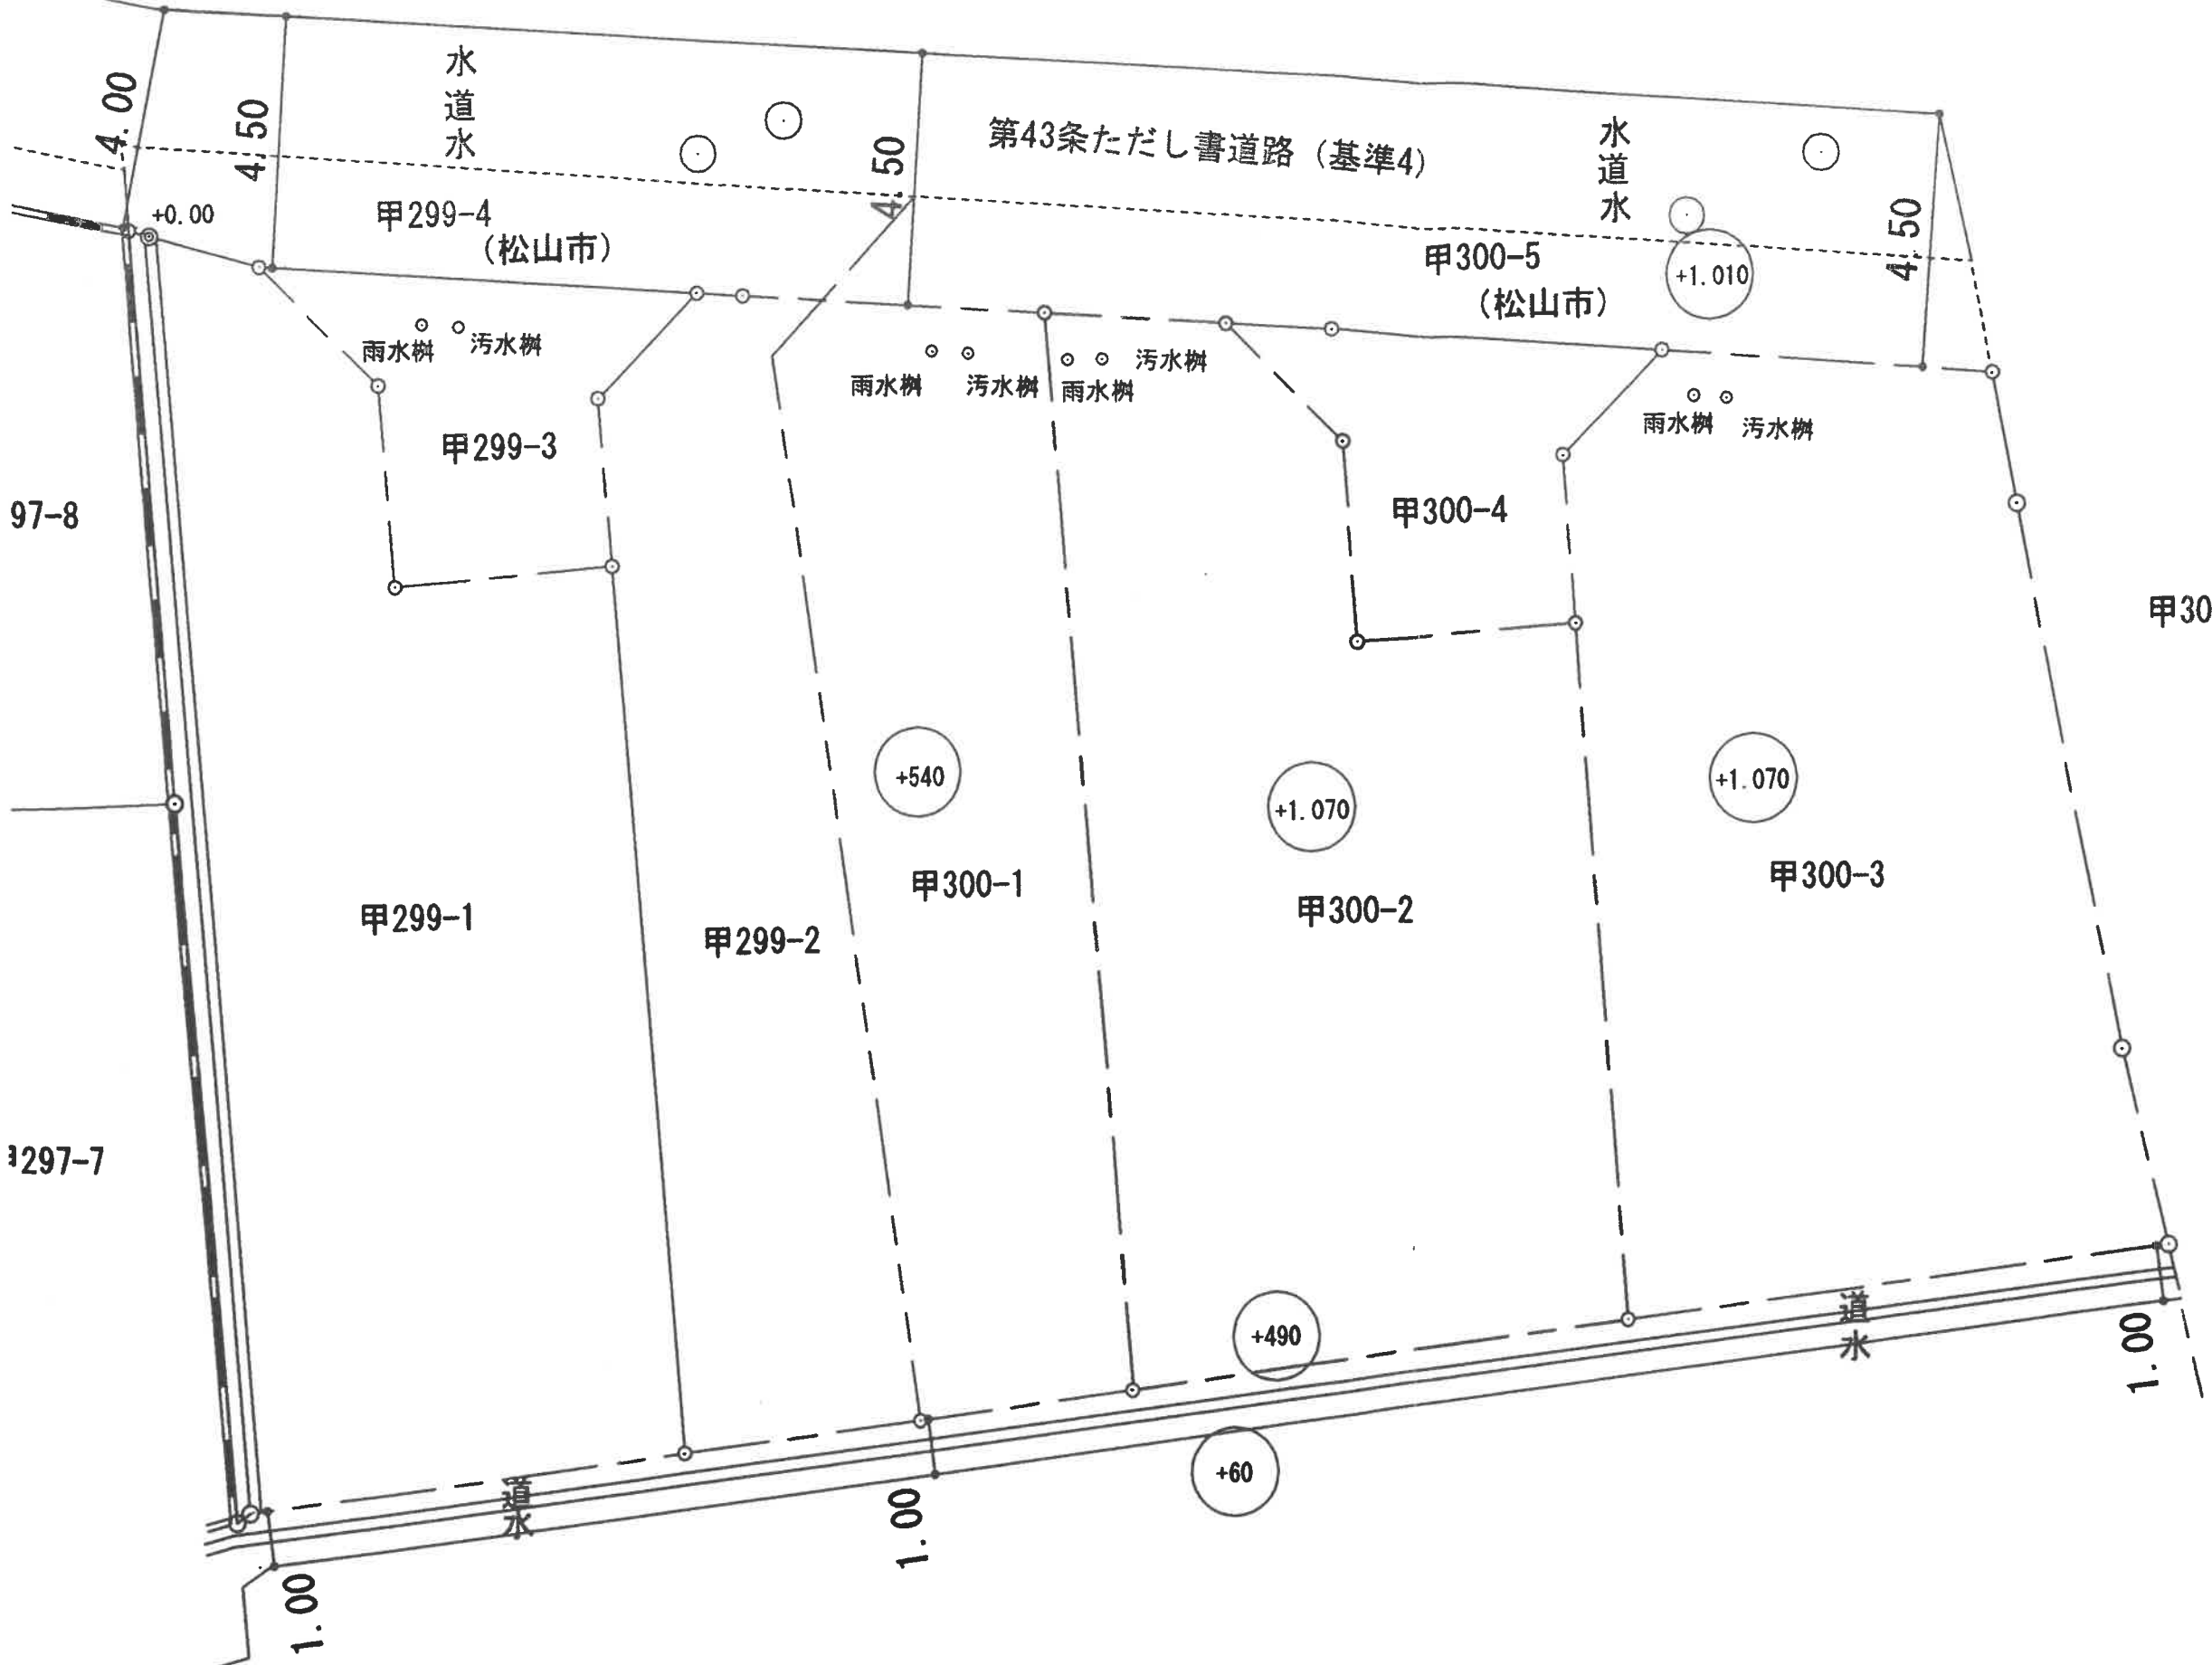 水道水
4.00
4.50
4.50
第43条ただし書道路（基準4）
水道水
4.50
+0.00
甲299-4
(松山市)
甲300-5
(松山市)
+1.010
雨水桝
汚水桝
雨水桝
汚水桝
雨水桝
汚水桝
雨水桝
汚水桝
甲299-3
甲300-4
97-8
甲30
+540
+1.070
+1.070
甲299-1
甲299-2
甲300-1
甲300-2
甲300-3
297-7
+490
+60
道
水
道
水
1.00
1.00
1.00